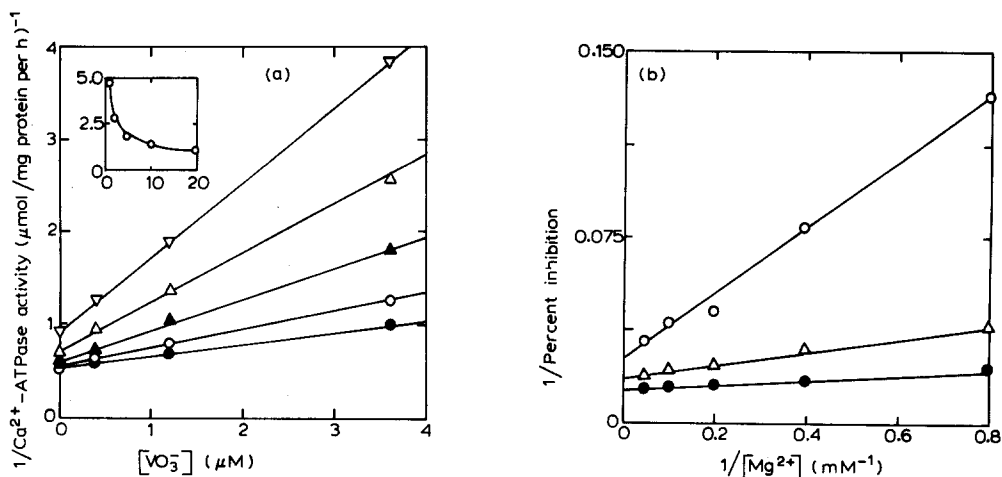 1/Ca²⁺–ATPase activity (μmol/mg protein per h)⁻¹
4
3
2
1
0
(a)
5.0
2.5
0
0 10 20
0 1 2 3 4
[VO₃⁻] (μM)
1/Percent inhibition
0.150
0.075
0
(b)
0 0.2 0.4 0.6 0.8
1/[Mg²⁺] (mM⁻¹)